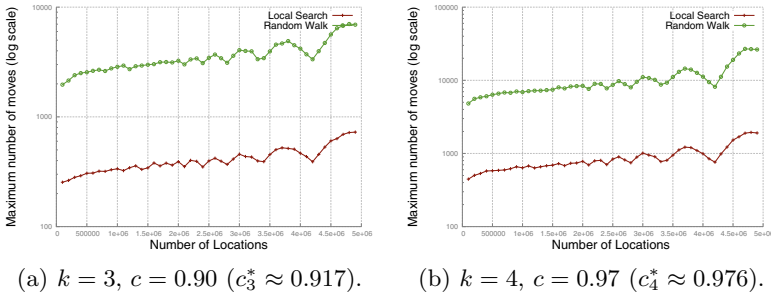 10000
1000
100
Maximum number of moves (log scale)
Local Search
Random Walk
500000 1e+06 1.5e+06 2e+06 2.5e+06 3e+06 3.5e+06 4e+06 4.5e+06 5e+06
Number of Locations
(a) k = 3, c = 0.90 (c₃* ≈ 0.917).
100000
10000
1000
100
Maximum number of moves (log scale)
Local Search
Random Walk
0 500000 1e+06 1.5e+06 2e+06 2.5e+06 3e+06 3.5e+06 4e+06 4.5e+06 5e+06
Number of Locations
(b) k = 4, c = 0.97 (c₄* ≈ 0.976).